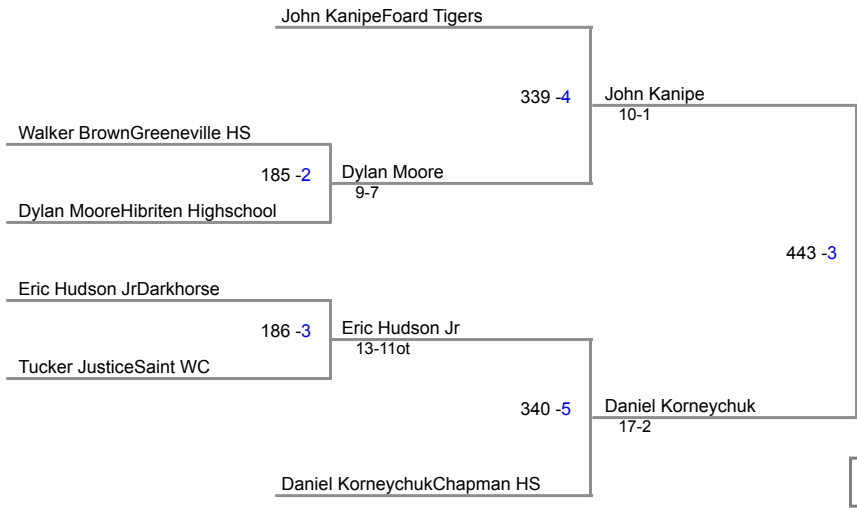 John KanipeFoard Tigers
339 -4
John Kanipe
10-1
Walker BrownGreeneville HS
185 -2
Dylan Moore
9-7
Dylan MooreHibriten Highschool
443 -3
Eric Hudson JrDarkhorse
186 -3
Eric Hudson Jr
13-11ot
Tucker JusticeSaint WC
340 -5
Daniel Korneychuk
17-2
Daniel KorneychukChapman HS